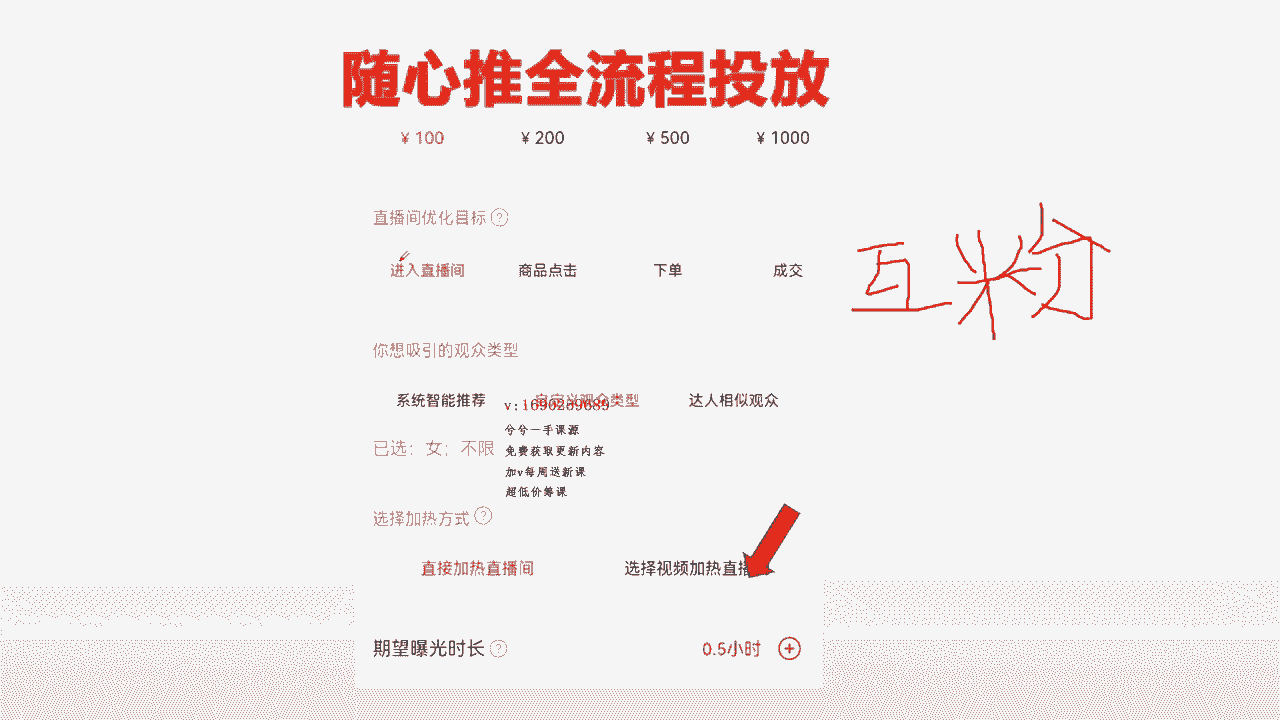 随心推全流程投放
¥ 100 ¥ 200 ¥ 500 ¥ 1000
直播间优化目标 ?
进入直播间 商品点击 下单 成交
互粉
你想吸引的观众类型
系统智能推荐 自定义观众类型 达人相似观众
v:1690259689
兮兮一手课源
已选：女；不限
免费获取更新内容
加v每周送新课
超低价筹课
选择加热方式 ?
直接加热直播间 选择视频加热直播
期望曝光时长 ? 0.5小时 +